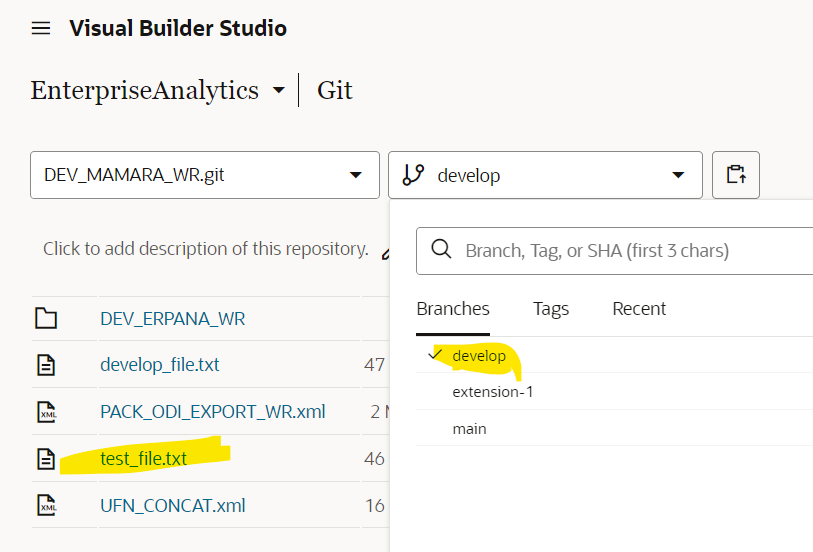 Visual Builder Studio
EnterpriseAnalytics
Git
DEV_MAMARA_WR.git
develop
Click to add description of this repository.
Branch, Tag, or SHA (first 3 chars)
Branches Tags Recent
develop
extension-1
main
DEV_ERPANA_WR
develop_file.txt 47
XML PACK_ODI_EXPORT_WR.xml 2
test_file.txt 46
XML UFN_CONCAT.xml 16